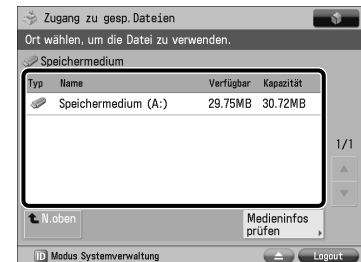 Zugang zu gesp. Dateien
Ort wählen, um die Datei zu verwenden.
Speichermedium
Typ Name Verfügbar Kapazität
Speichermedium (A:) 29.75MB 30.72MB
1/1
N.oben
Medieninfos
prüfen
ID Modus Systemverwaltung Logout